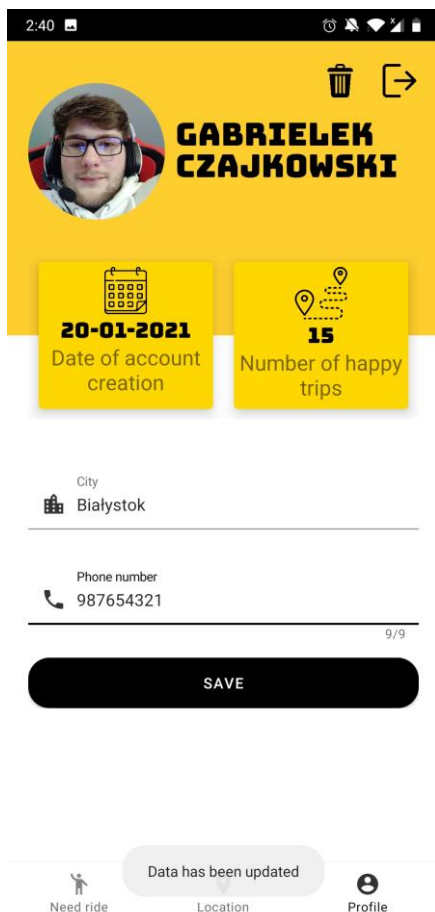 2:40
GABRIELEK
CZAJKOWSKI
20-01-2021
Date of account
creation
15
Number of happy
trips
City
Białystok
Phone number
987654321
9/9
SAVE
Data has been updated
Need ride
Location
Profile